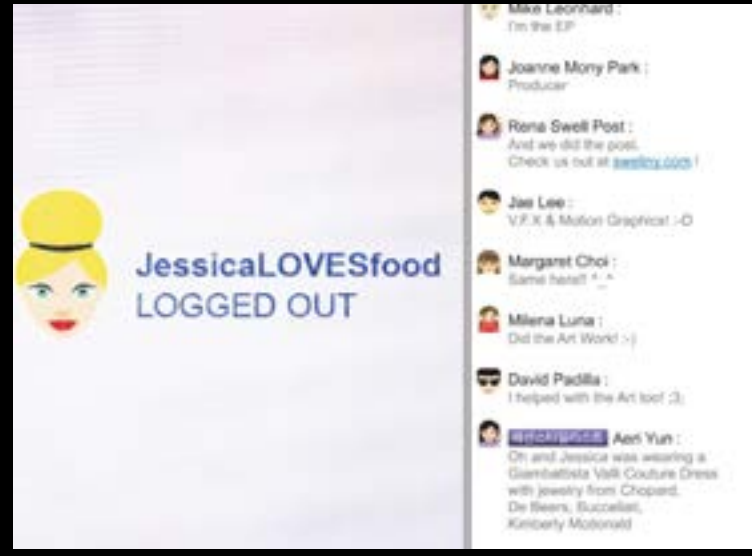 JessicaLOVESfood
LOGGED OUT
Mike Leonhard :
I'm the EP
Joanne Mony Park :
Producer
Rena Swell Post :
And we did the post.
Check us out at swellny.com !
Jae Lee :
V.F.X & Motion Graphics! :-D
Margaret Choi :
Same here!! ^_^
Milena Luna :
Did the Art Work! :-)
David Padilla :
I helped with the Art too! :3;
Aeri Yun :
Oh and Jessica was wearing a
Giambattista Valli Couture Dress
with jewelry from Chopard,
De Beers, Buccellati,
Kimberly